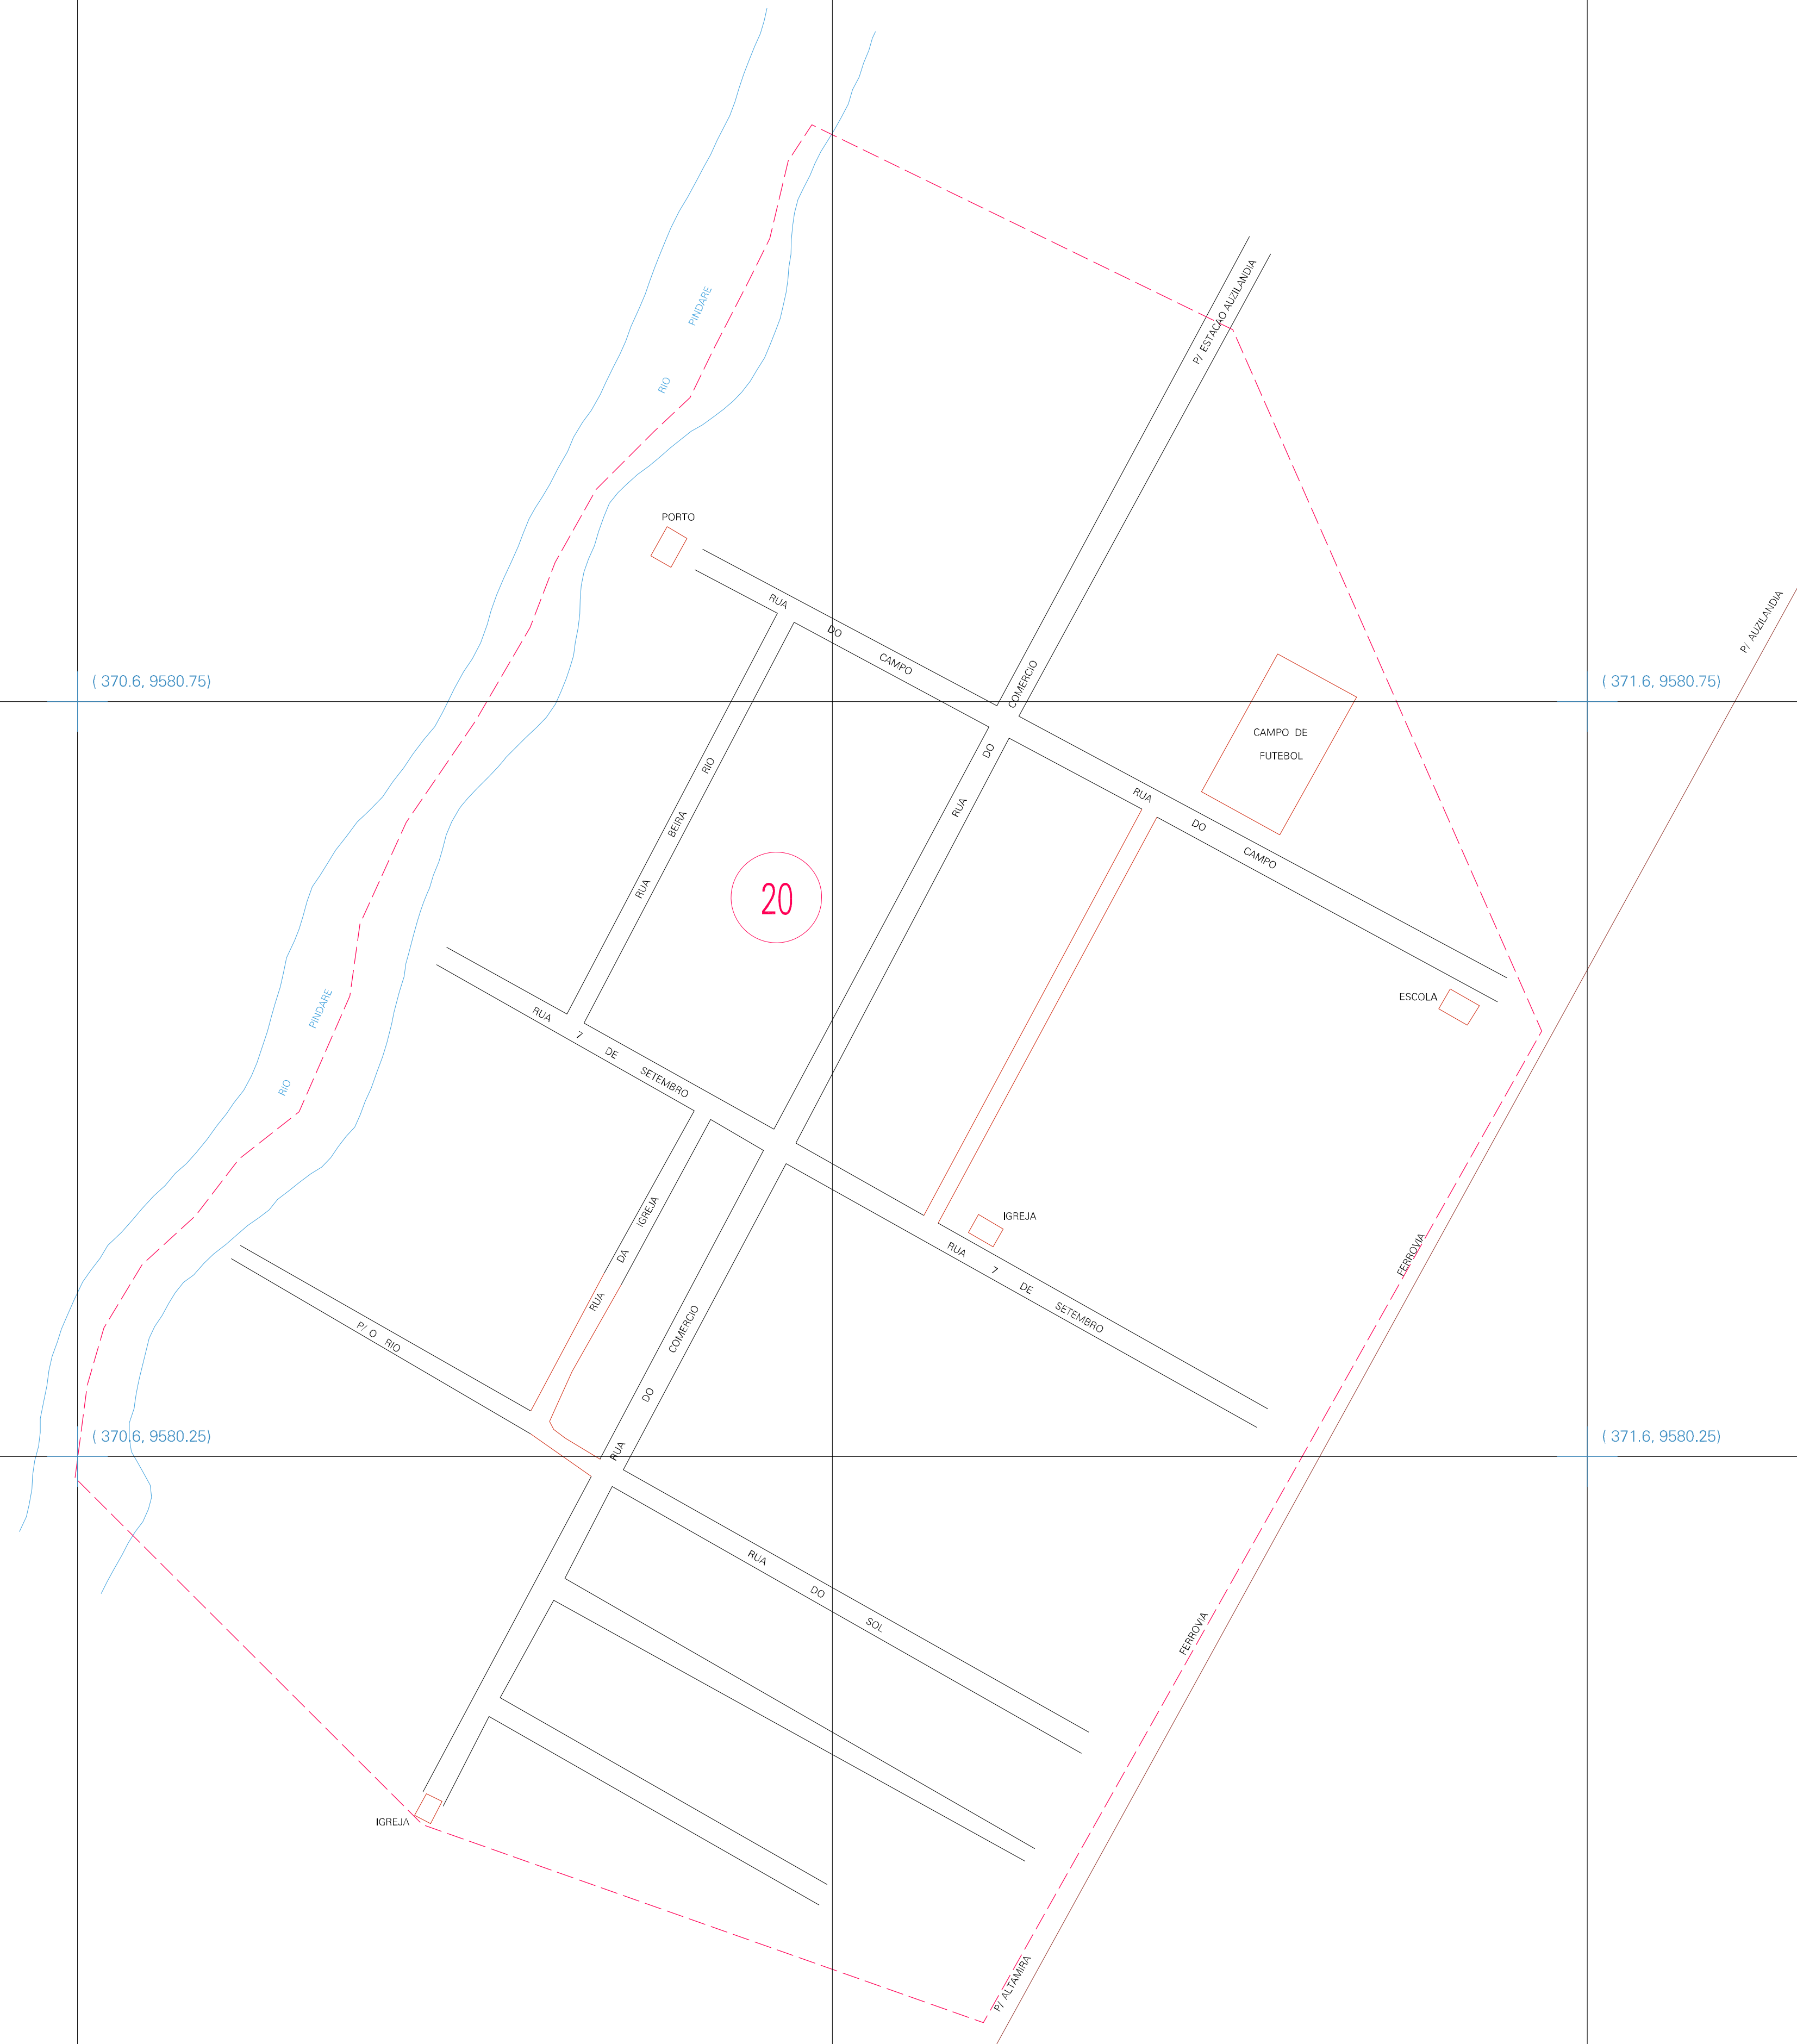 P/ ESTACAO AUZILANDIA
PINDARE
RIO
PORTO
RUA DO CAMPO
P/ AUZILANDIA
( 370.6, 9580.75)
( 371.6, 9580.75)
RUA DO COMERCIO
CAMPO DE
FUTEBOL
RUA BEIRA RIO
RUA DO CAMPO
20
ESCOLA
RIO PINDARE
RUA 7 DE SETEMBRO
IGREJA
RUA DA IGREJA
RUA 7 DE SETEMBRO
FERROVIA
P/ O RIO
RUA DO COMERCIO
( 370.6, 9580.25)
( 371.6, 9580.25)
RUA DO SOL
FERROVIA
IGREJA
P/ ALTAMIRA